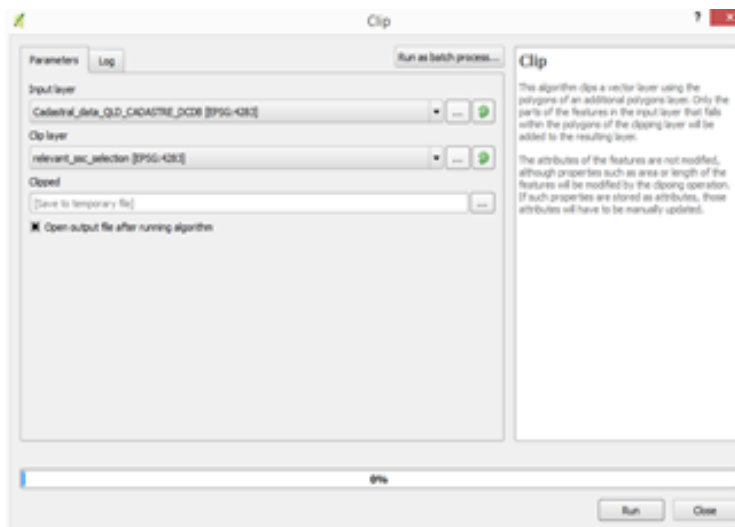 Clip
?
Parameters
Log
Run as batch process...
Input layer
Cadastral_data_QLD_CADASTRE_DCDB [EPSG:4283]
...
Clip layer
relevant_ssc_selection [EPSG:4283]
...
Clipped
[Save to temporary file]
...
Open output file after running algorithm
Clip
This algorithm clips a vector layer using the
polygons of an additional polygons layer. Only the
parts of the features in the input layer that falls
within the polygons of the clipping layer will be
added to the resulting layer.
The attributes of the features are not modified,
although properties such as area or length of the
features will be modified by the clipping operation.
If such properties are stored as attributes, those
attributes will have to be manually updated.
0%
Run
Close